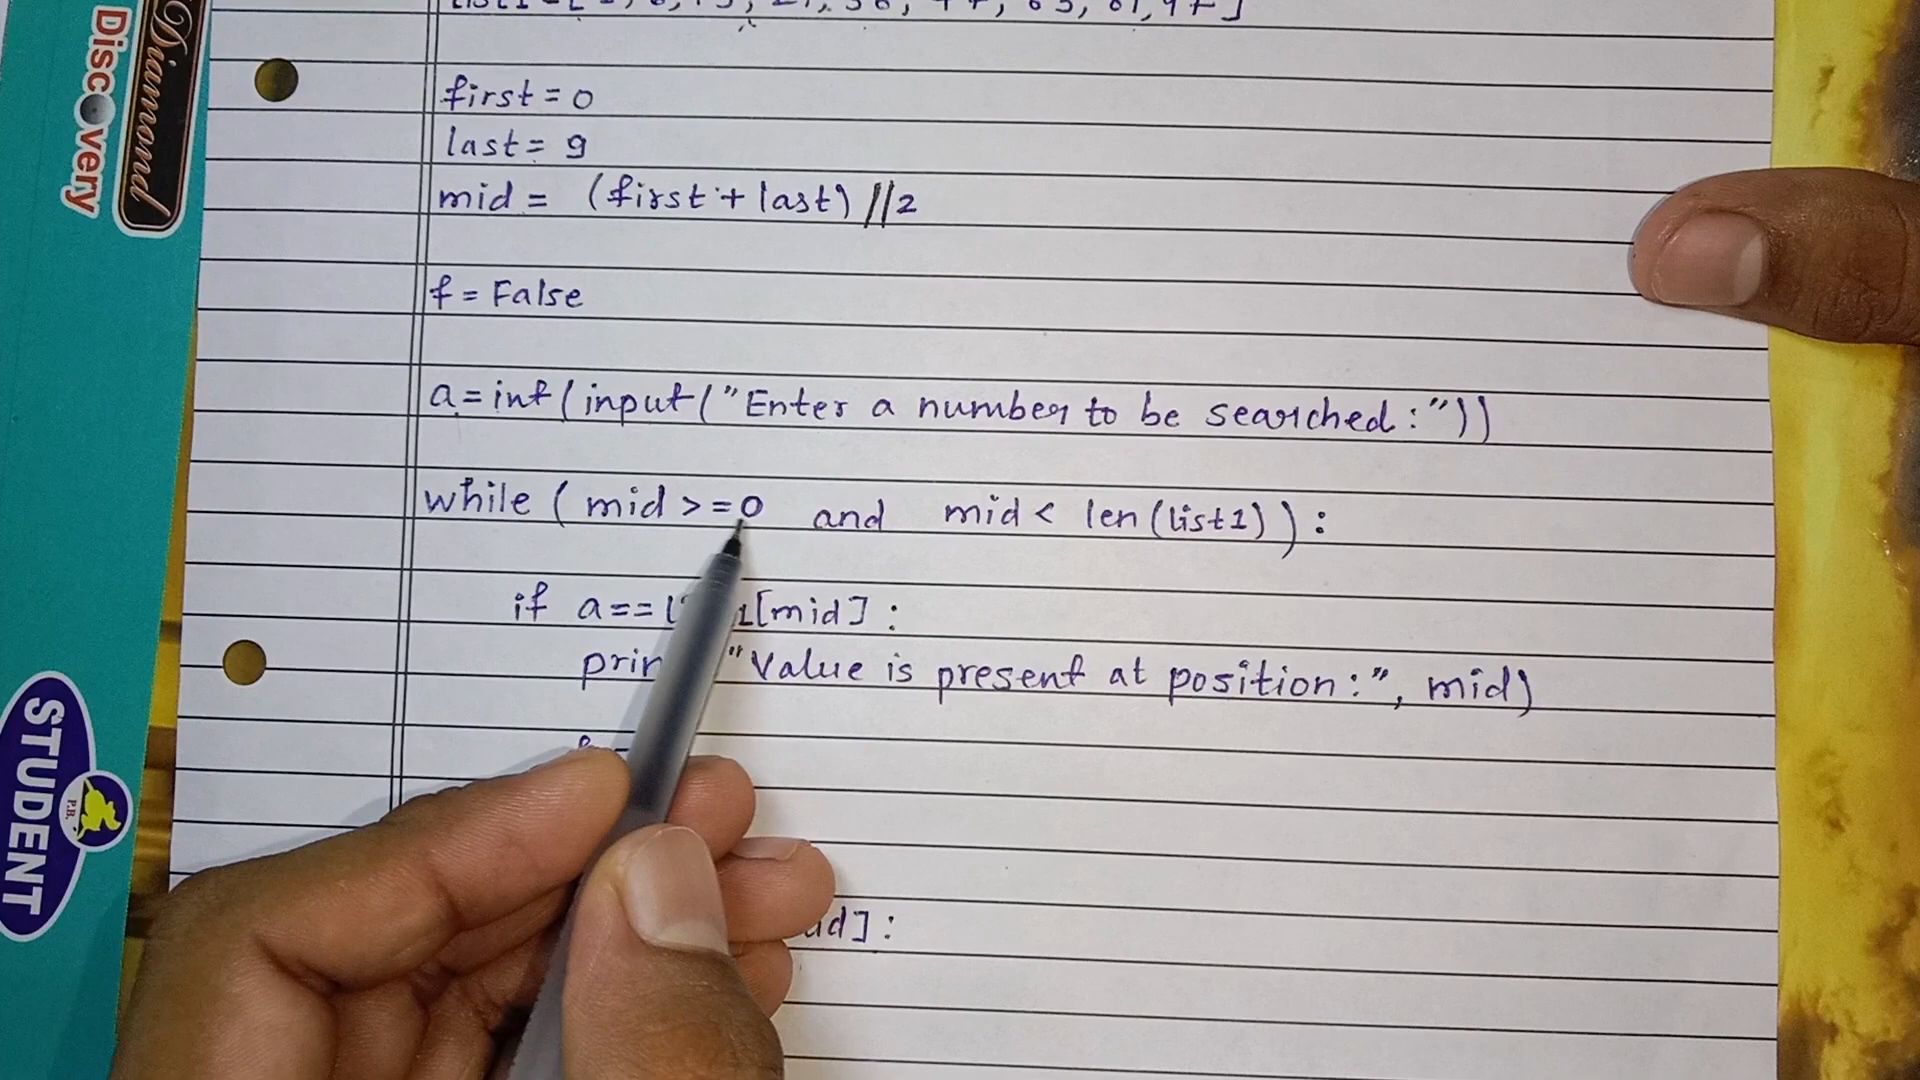 Diamond
Discovery
STUDENT
P.B.
first = 0
last = 9
mid = (first + last) //2
f = False
a = int(input("Enter a number to be searched:"))
while ( mid >= 0 and mid < len(list1)):
if a== [mid]:
"Value is present at position:", mid)
]: